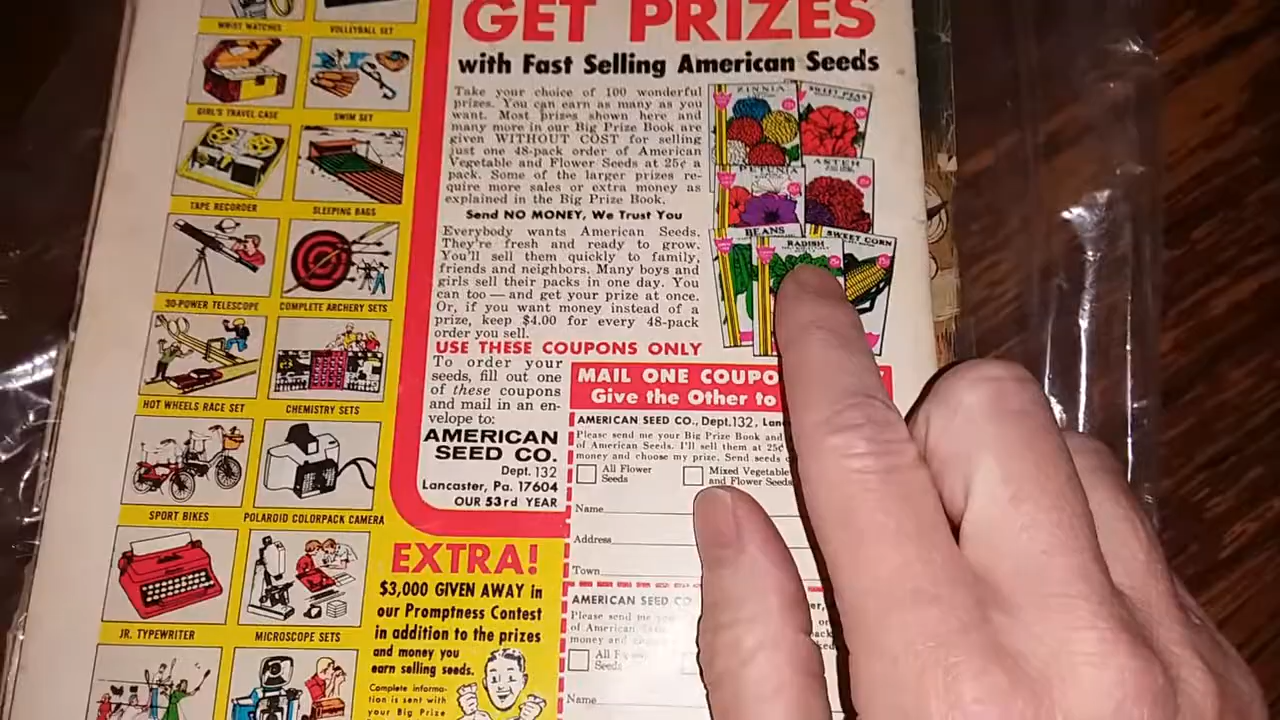 WRIST WATCHES
VOLLEYBALL SET
GIRL'S TRAVEL CASE
SWIM SET
TAPE RECORDER
SLEEPING BAGS
30-POWER TELESCOPE
COMPLETE ARCHERY SETS
HOT WHEELS RACE SET
CHEMISTRY SETS
SPORT BIKES
POLAROID COLORPACK CAMERA
JR. TYPEWRITER
MICROSCOPE SETS
GET PRIZES
with Fast Selling American Seeds
Take your choice of 100 wonderful
prizes. You can earn as many as you
want. Most prizes shown here and
many more in our Big Prize Book are
given WITHOUT COST for selling
just one 48-pack order of American
Vegetable and Flower Seeds at 25¢ a
pack. Some of the larger prizes re-
quire more sales or extra money as
explained in the Big Prize Book.
Send NO MONEY, We Trust You
Everybody wants American Seeds.
They're fresh and ready to grow.
You'll sell them quickly to family,
friends and neighbors. Many boys and
girls sell their packs in one day. You
can too — and get your prize at once.
Or, if you want money instead of a
prize, keep $4.00 for every 48-pack
order you sell.
ZINNIA
SWEET PEAS
PETUNIA
ASTER
BEANS
RADISH
SWEET CORN
USE THESE COUPONS ONLY
To order your
seeds, fill out one
of these coupons
and mail in an en-
velope to:
AMERICAN
SEED CO.
Dept. 132
Lancaster, Pa. 17604
OUR 53rd YEAR
MAIL ONE COUPO
Give the Other to
AMERICAN SEED CO., Dept. 132, Lan
Please send me your Big Prize Book and
of American Seeds. I'll sell them at 25¢
money and choose my prize. Send seeds
All Flower
Seeds
Mixed Vegetable
and Flower Seeds
Name
Address
Town
EXTRA!
$3,000 GIVEN AWAY in
our Promptness Contest
in addition to the prizes
and money you
earn selling seeds.
Complete informa-
tion is sent with
your Big Prize
AMERICAN SEED CO
Please send me
of American
money and
All F
Seeds
Name